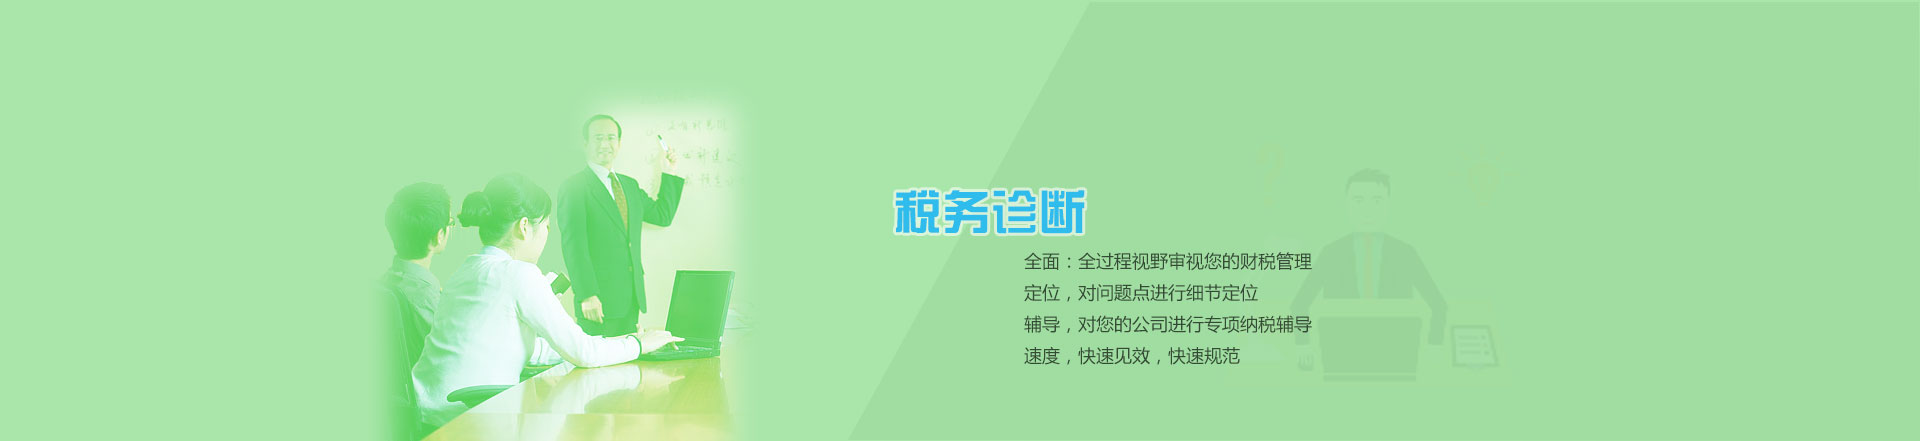 税务诊断
全面：全过程视野审视您的财税管理
定位，对问题点进行细节定位
辅导，对您的公司进行专项纳税辅导
速度，快速见效，快速规范